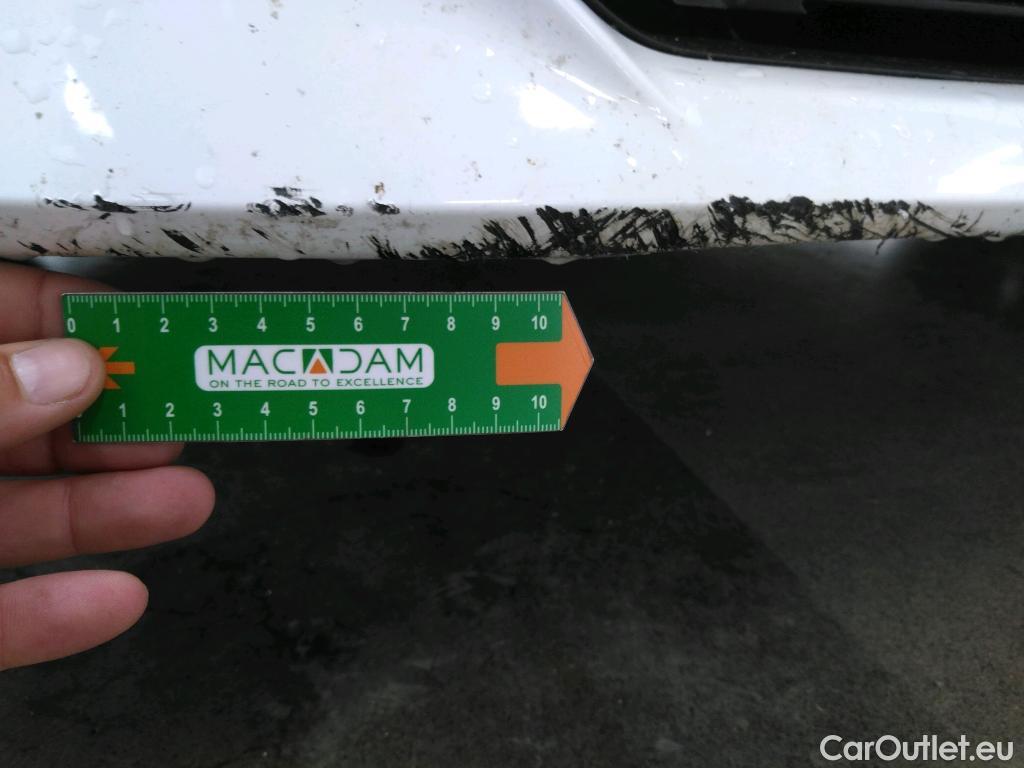 0 1 2 3 4 5 6 7 8 9 10
MACADAM
ON THE ROAD TO EXCELLENCE
1 2 3 4 5 6 7 8 9 10
CarOutlet.eu